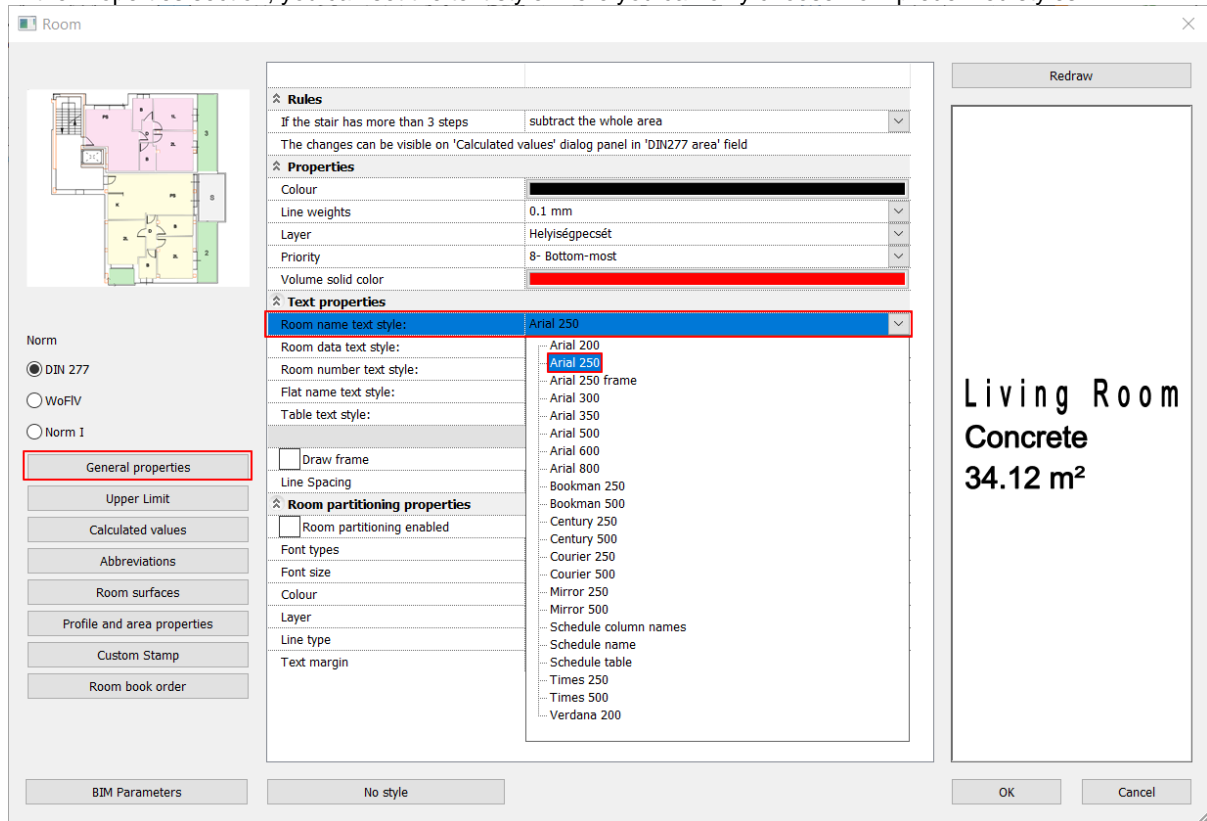 Room
Redraw
Rules
If the stair has more than 3 steps subtract the whole area
The changes can be visible on 'Calculated values' dialog panel in 'DIN277 area' field
Properties
Colour
Line weights 0.1 mm
Layer Helyiségpecsét
Priority 8- Bottom-most
Volume solid color
Text properties
Room name text style: Arial 250
Room data text style:
Room number text style:
Flat name text style:
Table text style:
Draw frame
Line Spacing
Room partitioning properties
Room partitioning enabled
Font types
Font size
Colour
Layer
Line type
Text margin
Arial 200
Arial 250
Arial 250 frame
Arial 300
Arial 350
Arial 500
Arial 600
Arial 800
Bookman 250
Bookman 500
Century 250
Century 500
Courier 250
Courier 500
Mirror 250
Mirror 500
Schedule column names
Schedule name
Schedule table
Times 250
Times 500
Verdana 200
Norm
DIN 277
WoFlV
Norm I
General properties
Upper Limit
Calculated values
Abbreviations
Room surfaces
Profile and area properties
Custom Stamp
Room book order
BIM Parameters
No style
Living Room
Concrete
34.12 m²
OK
Cancel